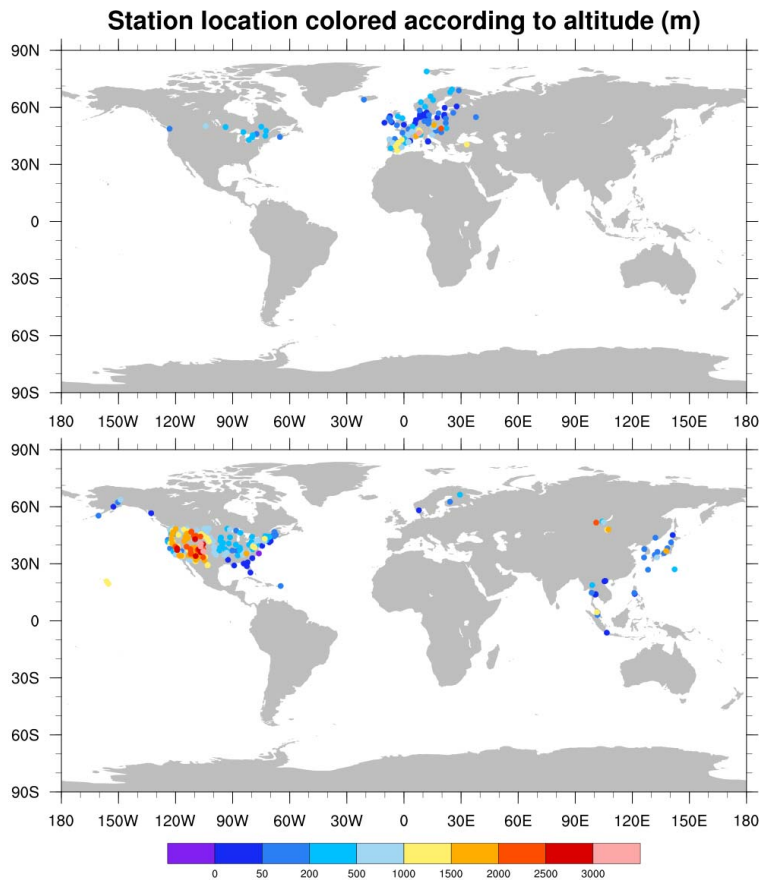 Station location colored according to altitude (m)
90N
60N
30N
0
30S
60S
90S
180 150W 120W 90W 60W 30W 0 30E 60E 90E 120E 150E 180
90N
60N
30N
0
30S
60S
90S
180 150W 120W 90W 60W 30W 0 30E 60E 90E 120E 150E 180
0 50 200 500 1000 1500 2000 2500 3000